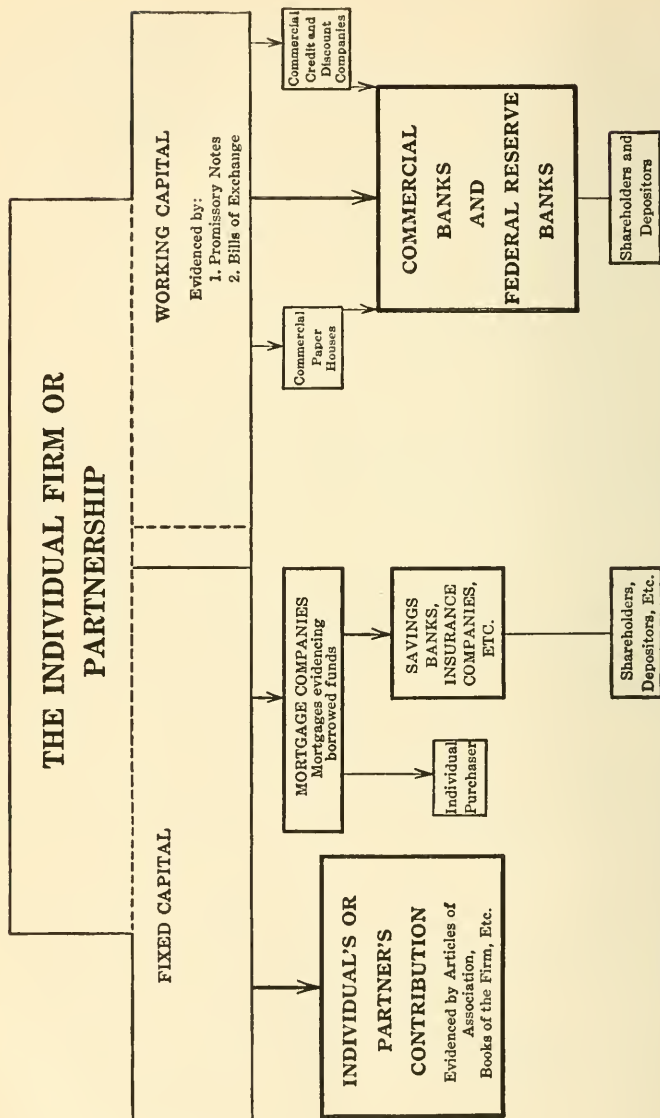 THE INDIVIDUAL FIRM OR
PARTNERSHIP
FIXED CAPITAL
WORKING CAPITAL
Evidenced by:
1. Promissory Notes
2. Bills of Exchange
INDIVIDUAL'S OR
PARTNER'S
CONTRIBUTION
Evidenced by Articles of
Association,
Books of the Firm, Etc.
MORTGAGE COMPANIES
Mortgages evidencing
borrowed funds
Individual
Purchaser
SAVINGS
BANKS,
INSURANCE
COMPANIES,
ETC.
Shareholders,
Depositors, Etc.
Commercial
Paper
Houses
Commercial
Credit and
Discount
Companies
COMMERCIAL
BANKS
AND
FEDERAL RESERVE
BANKS
Shareholders and
Depositors